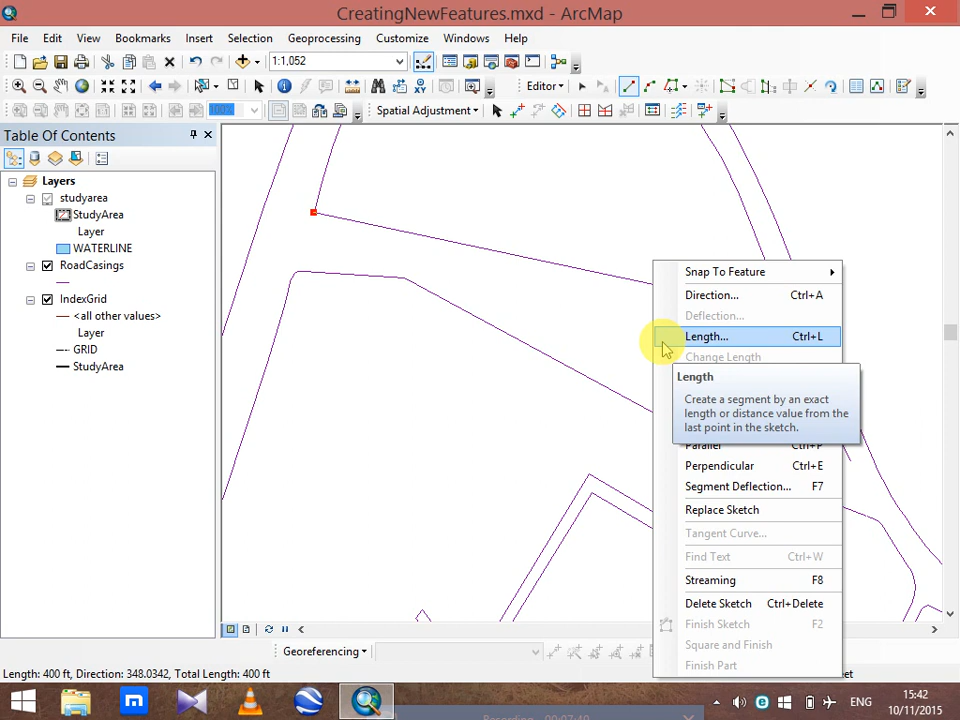 CreatingNewFeatures.mxd - ArcMap
File Edit View Bookmarks Insert Selection Geoprocessing Customize Windows Help
1:1,052
Editor
Spatial Adjustment
Table Of Contents
Layers
studyarea
StudyArea
Layer
WATERLINE
RoadCasings
IndexGrid
<all other values>
Layer
GRID
StudyArea
Snap To Feature
Direction... Ctrl+A
Deflection...
Length... Ctrl+L
Change Length
Length
Create a segment by an exact
length or distance value from the
last point in the sketch.
Parallel Ctrl+P
Perpendicular Ctrl+E
Segment Deflection... F7
Replace Sketch
Tangent Curve...
Find Text Ctrl+W
Streaming F8
Delete Sketch Ctrl+Delete
Finish Sketch F2
Square and Finish
Finish Part
Georeferencing
Length: 400 ft, Direction: 348.0342, Total Length: 400 ft
ENG
15:42
10/11/2015